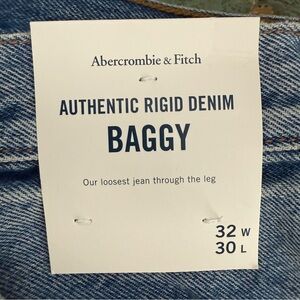 Abercrombie & Fitch
AUTHENTIC RIGID DENIM
BAGGY
Our loosest jean through the leg
32 W
30 L